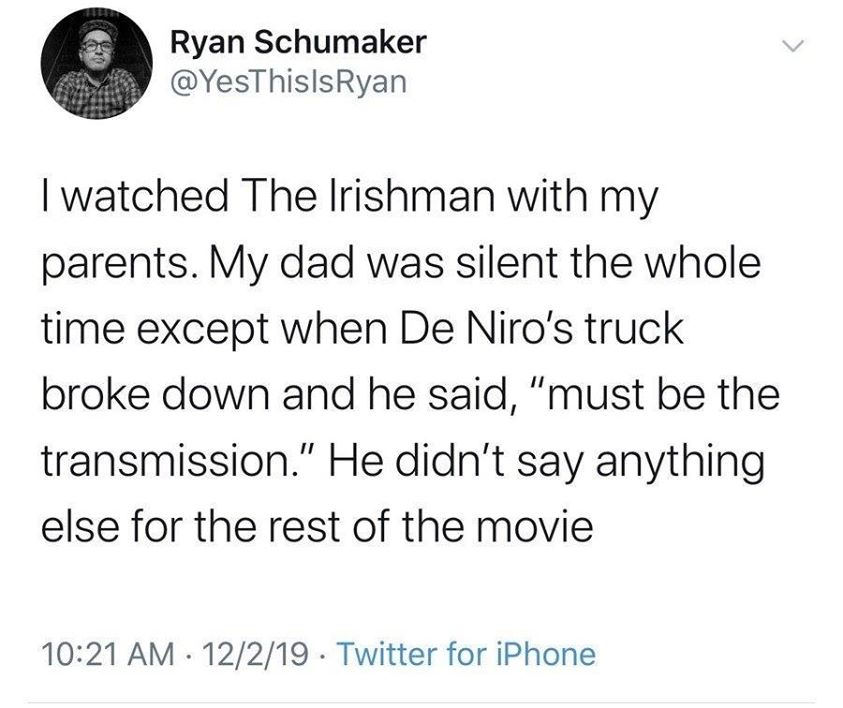 Ryan Schumaker
@YesThisIsRyan
I watched The Irishman with my
parents. My dad was silent the whole
time except when De Niro’s truck
broke down and he said, “must be the
transmission.” He didn’t say anything
else for the rest of the movie
10:21 AM · 12/2/19 · Twitter for iPhone